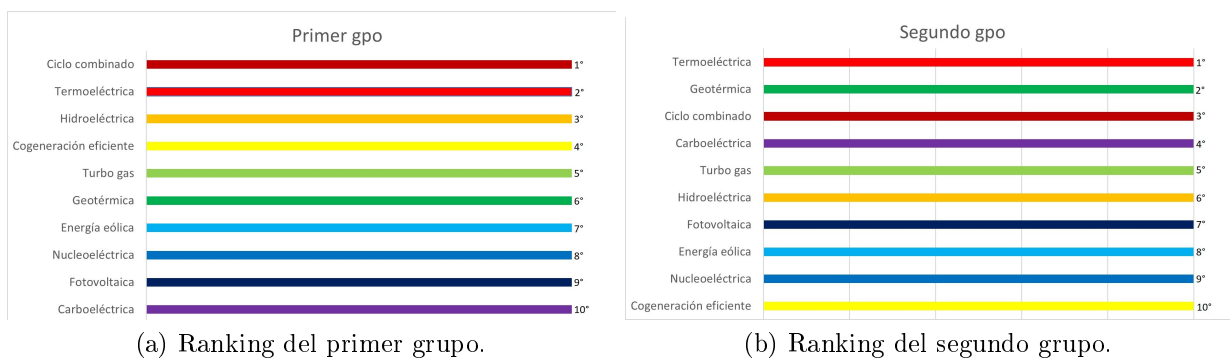 Primer gpo
Ciclo combinado 1°
Termoeléctrica 2°
Hidroeléctrica 3°
Cogeneración eficiente 4°
Turbo gas 5°
Geotérmica 6°
Energía eólica 7°
Nucleoeléctrica 8°
Fotovoltaica 9°
Carboeléctrica 10°
(a) Ranking del primer grupo.
Segundo gpo
Termoeléctrica 1°
Geotérmica 2°
Ciclo combinado 3°
Carboeléctrica 4°
Turbo gas 5°
Hidroeléctrica 6°
Fotovoltaica 7°
Energía eólica 8°
Nucleoeléctrica 9°
Cogeneración eficiente 10°
(b) Ranking del segundo grupo.